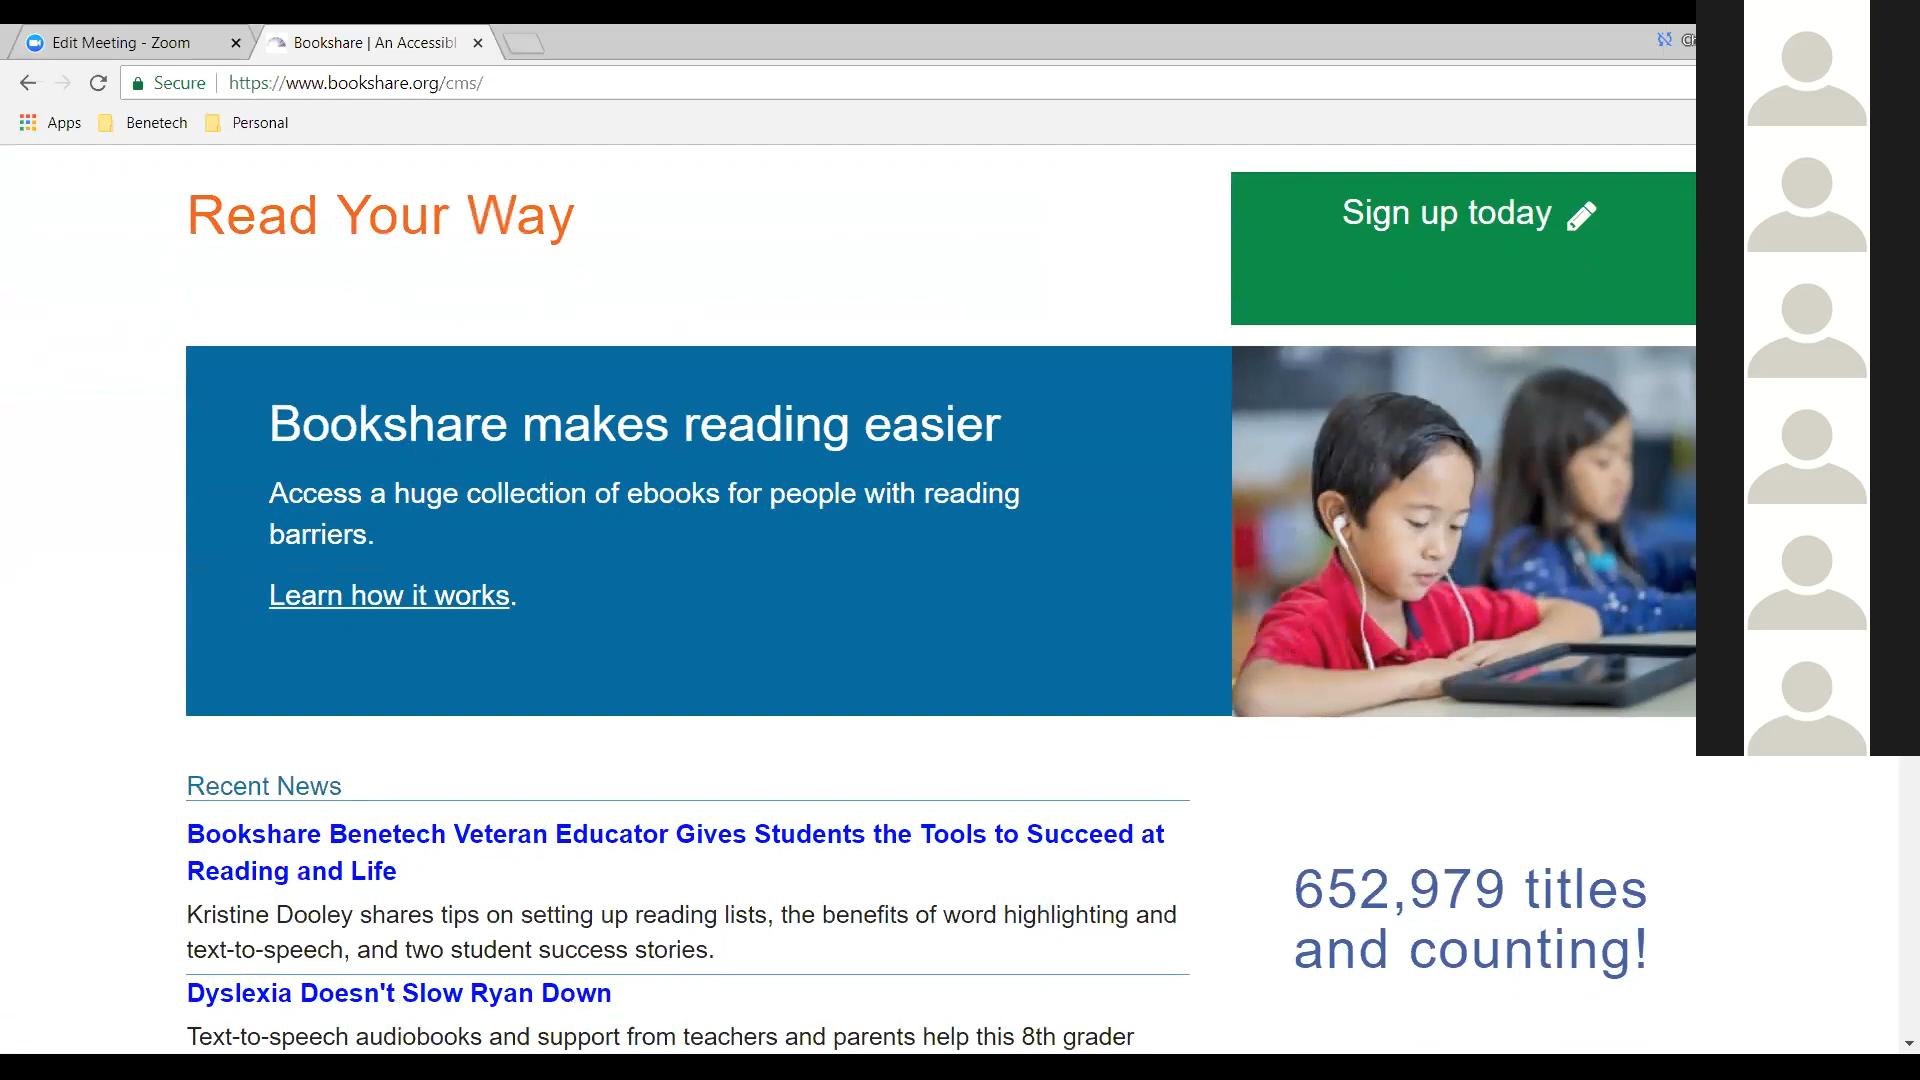 Edit Meeting - Zoom
Bookshare | An Accessibl
Secure
https://www.bookshare.org/cms/
Apps
Benetech
Personal
Read Your Way
Sign up today
Bookshare makes reading easier
Access a huge collection of ebooks for people with reading
barriers.
Learn how it works.
Recent News
Bookshare Benetech Veteran Educator Gives Students the Tools to Succeed at
Reading and Life
Kristine Dooley shares tips on setting up reading lists, the benefits of word highlighting and
text-to-speech, and two student success stories.
Dyslexia Doesn't Slow Ryan Down
Text-to-speech audiobooks and support from teachers and parents help this 8th grader
652,979 titles
and counting!